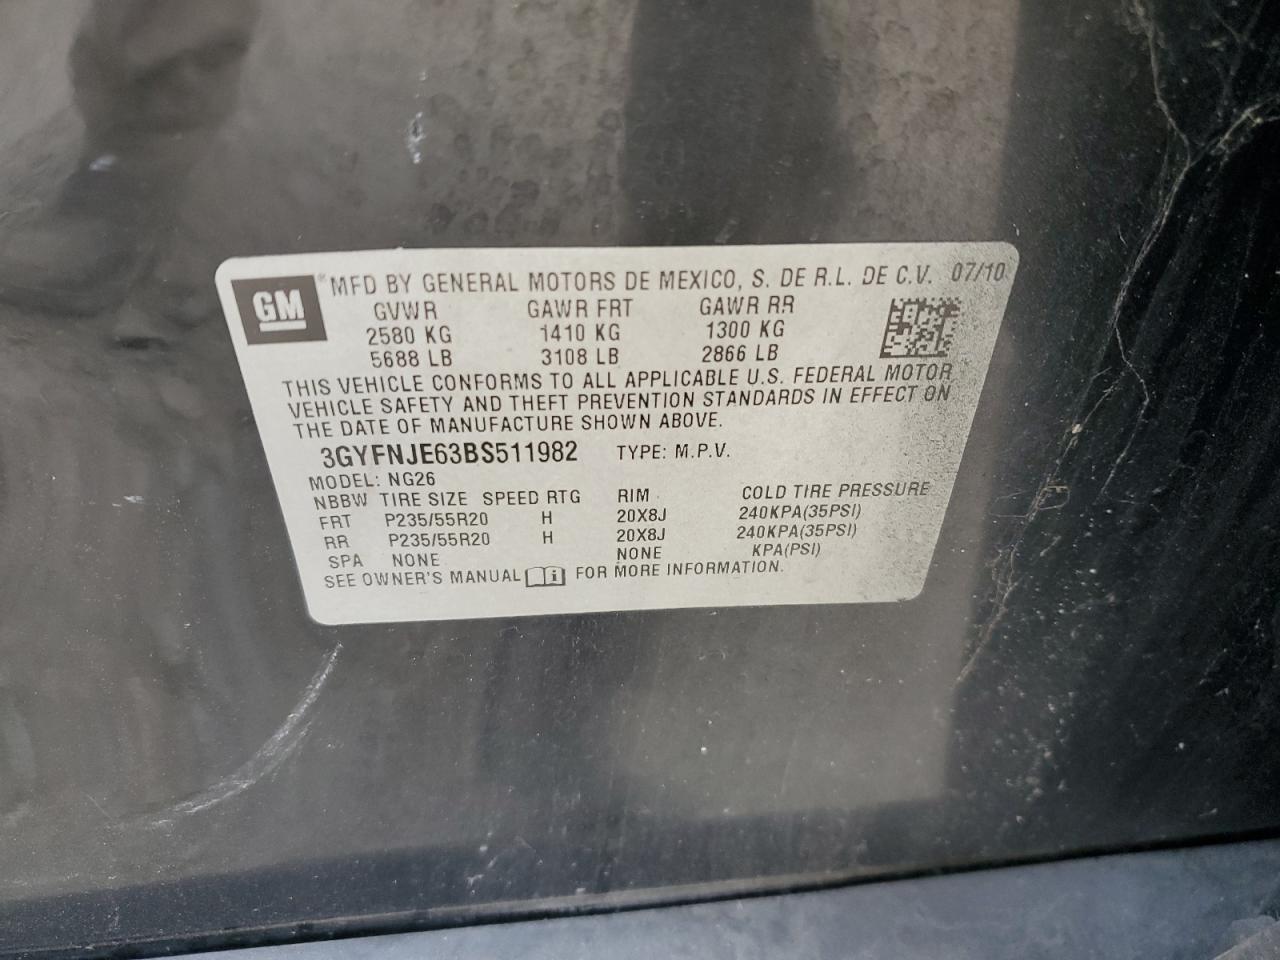 GM ® MFD BY GENERAL MOTORS DE MEXICO, S. DE R.L. DE C.V. 07/10
GVWR GAWR FRT GAWR RR
2580 KG 1410 KG 1300 KG
5688 LB 3108 LB 2866 LB
THIS VEHICLE CONFORMS TO ALL APPLICABLE U.S. FEDERAL MOTOR
VEHICLE SAFETY AND THEFT PREVENTION STANDARDS IN EFFECT ON
THE DATE OF MANUFACTURE SHOWN ABOVE.
3GYFNJE63BS511982 TYPE: M.P.V.
MODEL: NG26
NBBW TIRE SIZE SPEED RTG RIM COLD TIRE PRESSURE
FRT P235/55R20 H 20X8J 240KPA(35PSI)
RR P235/55R20 H 20X8J 240KPA(35PSI)
SPA NONE NONE KPA(PSI)
SEE OWNER'S MANUAL i FOR MORE INFORMATION.